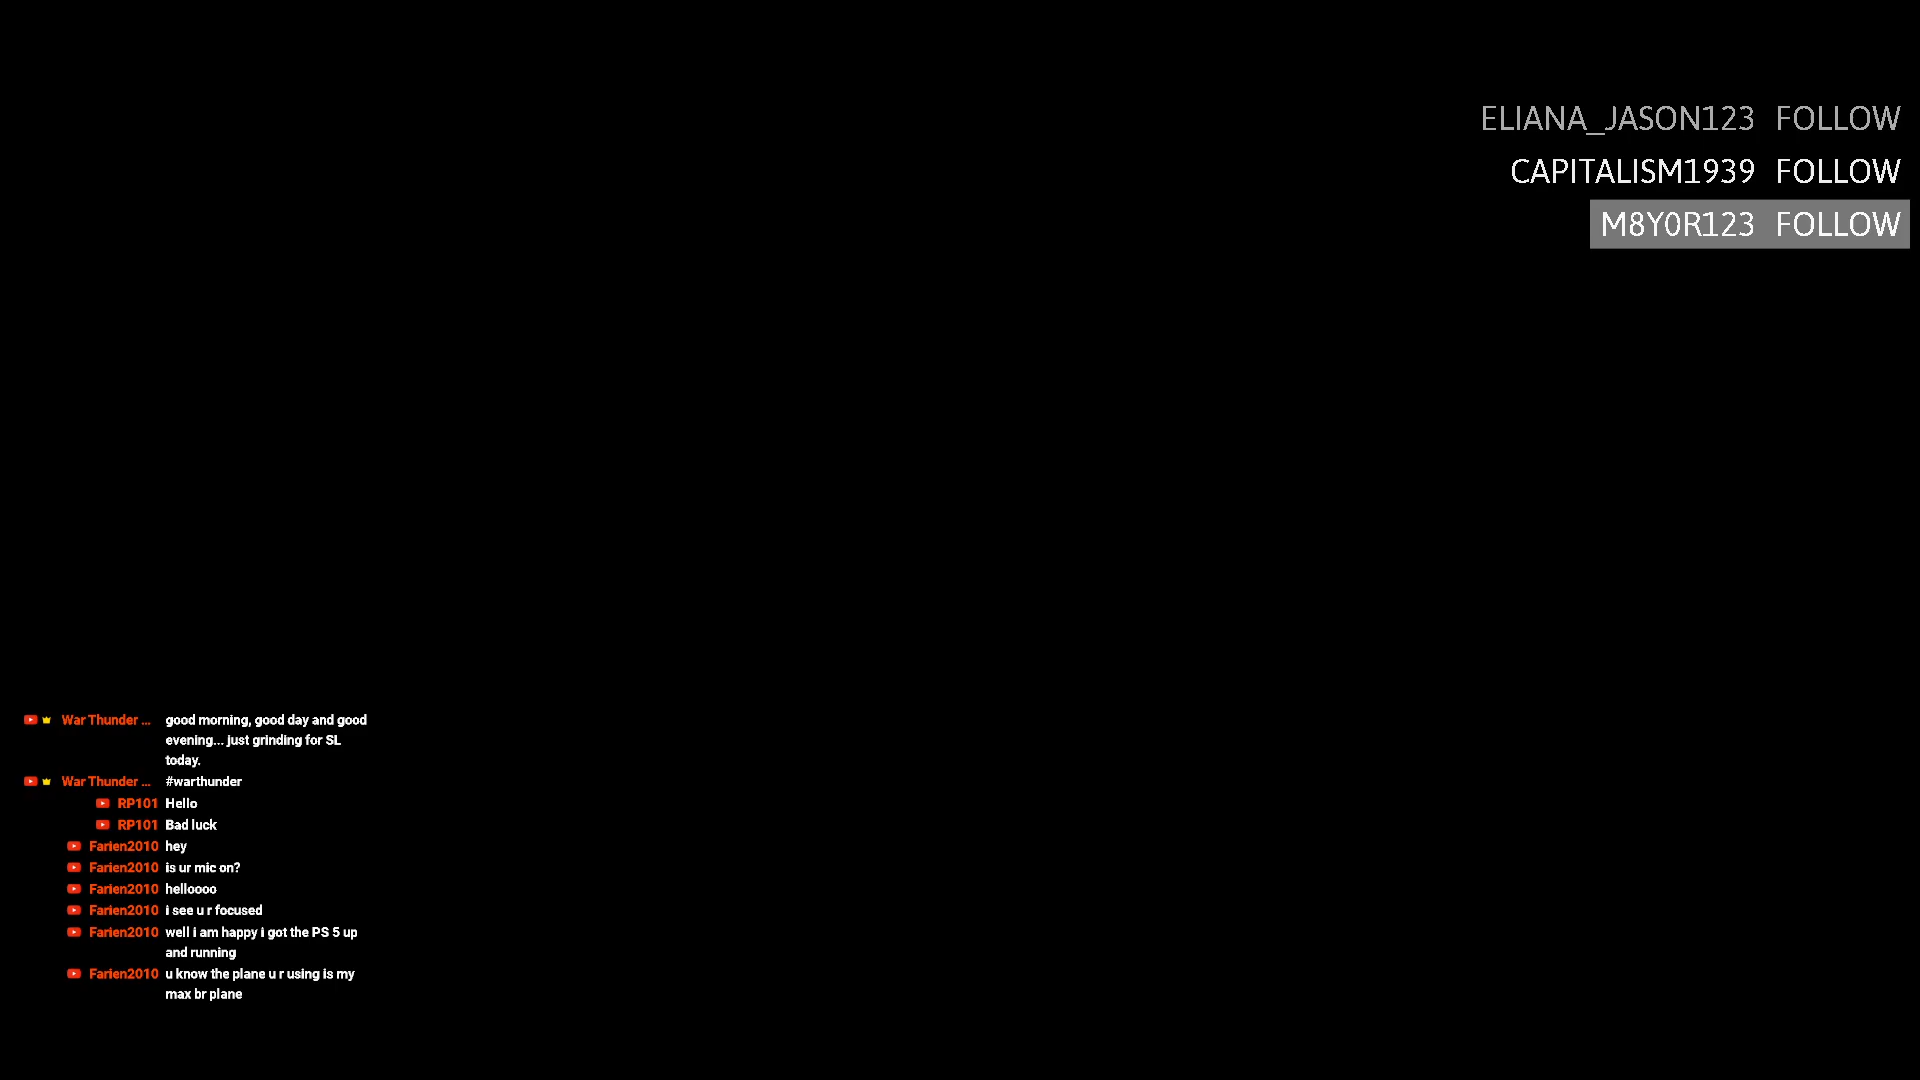 ELIANA_JASON123 FOLLOW
CAPITALISM1939 FOLLOW
M8Y0R123 FOLLOW
War Thunder ... good morning, good day and good
evening... just grinding for SL
today.
War Thunder ... #warthunder
RP101 Hello
RP101 Bad luck
Farien2010 hey
Farien2010 is ur mic on?
Farien2010 helloooo
Farien2010 i see u r focused
Farien2010 well i am happy i got the PS 5 up
and running
Farien2010 u know the plane u r using is my
max br plane